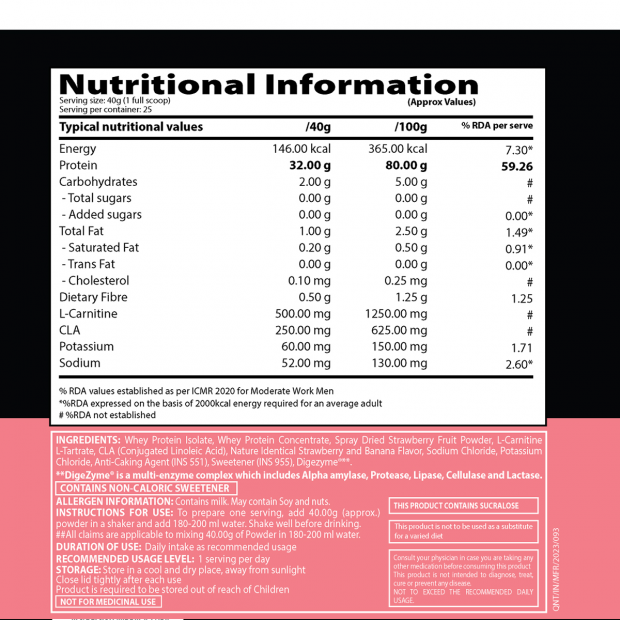 Nutritional Information
Serving size: 40g (1 full scoop)
Serving per container: 25
(Approx Values)
Typical nutritional values /40g /100g % RDA per serve
Energy 146.00 kcal 365.00 kcal 7.30*
Protein 32.00 g 80.00 g 59.26
Carbohydrates 2.00 g 5.00 g #
- Total sugars 0.00 g 0.00 g #
- Added sugars 0.00 g 0.00 g 0.00*
Total Fat 1.00 g 2.50 g 1.49*
- Saturated Fat 0.20 g 0.50 g 0.91*
- Trans Fat 0.00 g 0.00 g 0.00*
- Cholesterol 0.10 mg 0.25 mg #
Dietary Fibre 0.50 g 1.25 g 1.25
L-Carnitine 500.00 mg 1250.00 mg #
CLA 250.00 mg 625.00 mg #
Potassium 60.00 mg 150.00 mg 1.71
Sodium 52.00 mg 130.00 mg 2.60*
% RDA values established as per ICMR 2020 for Moderate Work Men
*%RDA expressed on the basis of 2000kcal energy required for an average adult
# %RDA not established
INGREDIENTS: Whey Protein Isolate, Whey Protein Concentrate, Spray Dried Strawberry Fruit Powder, L-Carnitine
L-Tartrate, CLA (Conjugated Linoleic Acid), Nature Identical Strawberry and Banana Flavor, Sodium Chloride, Potassium
Chloride, Anti-Caking Agent (INS 551), Sweetener (INS 955), Digezyme®**.
**DigeZyme® is a multi-enzyme complex which includes Alpha amylase, Protease, Lipase, Cellulase and Lactase.
CONTAINS NON-CALORIC SWEETENER
ALLERGEN INFORMATION: Contains milk. May contain Soy and nuts.
INSTRUCTIONS FOR USE: To prepare one serving, add 40.00g (approx.)
powder in a shaker and add 180-200 ml water. Shake well before drinking.
##All claims are applicable to mixing 40.00g of Powder in 180-200 ml water.
DURATION OF USE: Daily intake as recommended usage
RECOMMENDED USAGE LEVEL: 1 serving per day
STORAGE: Store in a cool and dry place, away from sunlight
Close lid tightly after each use
Product is required to be stored out of reach of Children
NOT FOR MEDICINAL USE
THIS PRODUCT CONTAINS SUCRALOSE
This product is not to be used as a substitute
for a varied diet
Consult your physician in case you are taking any
other medication before consuming this product
This product is not intended to diagnose, treat,
cure or prevent any disease.
NOT TO EXCEED THE RECOMMENDED DAILY
USAGE.
QNT/IN/MFR/2023/093